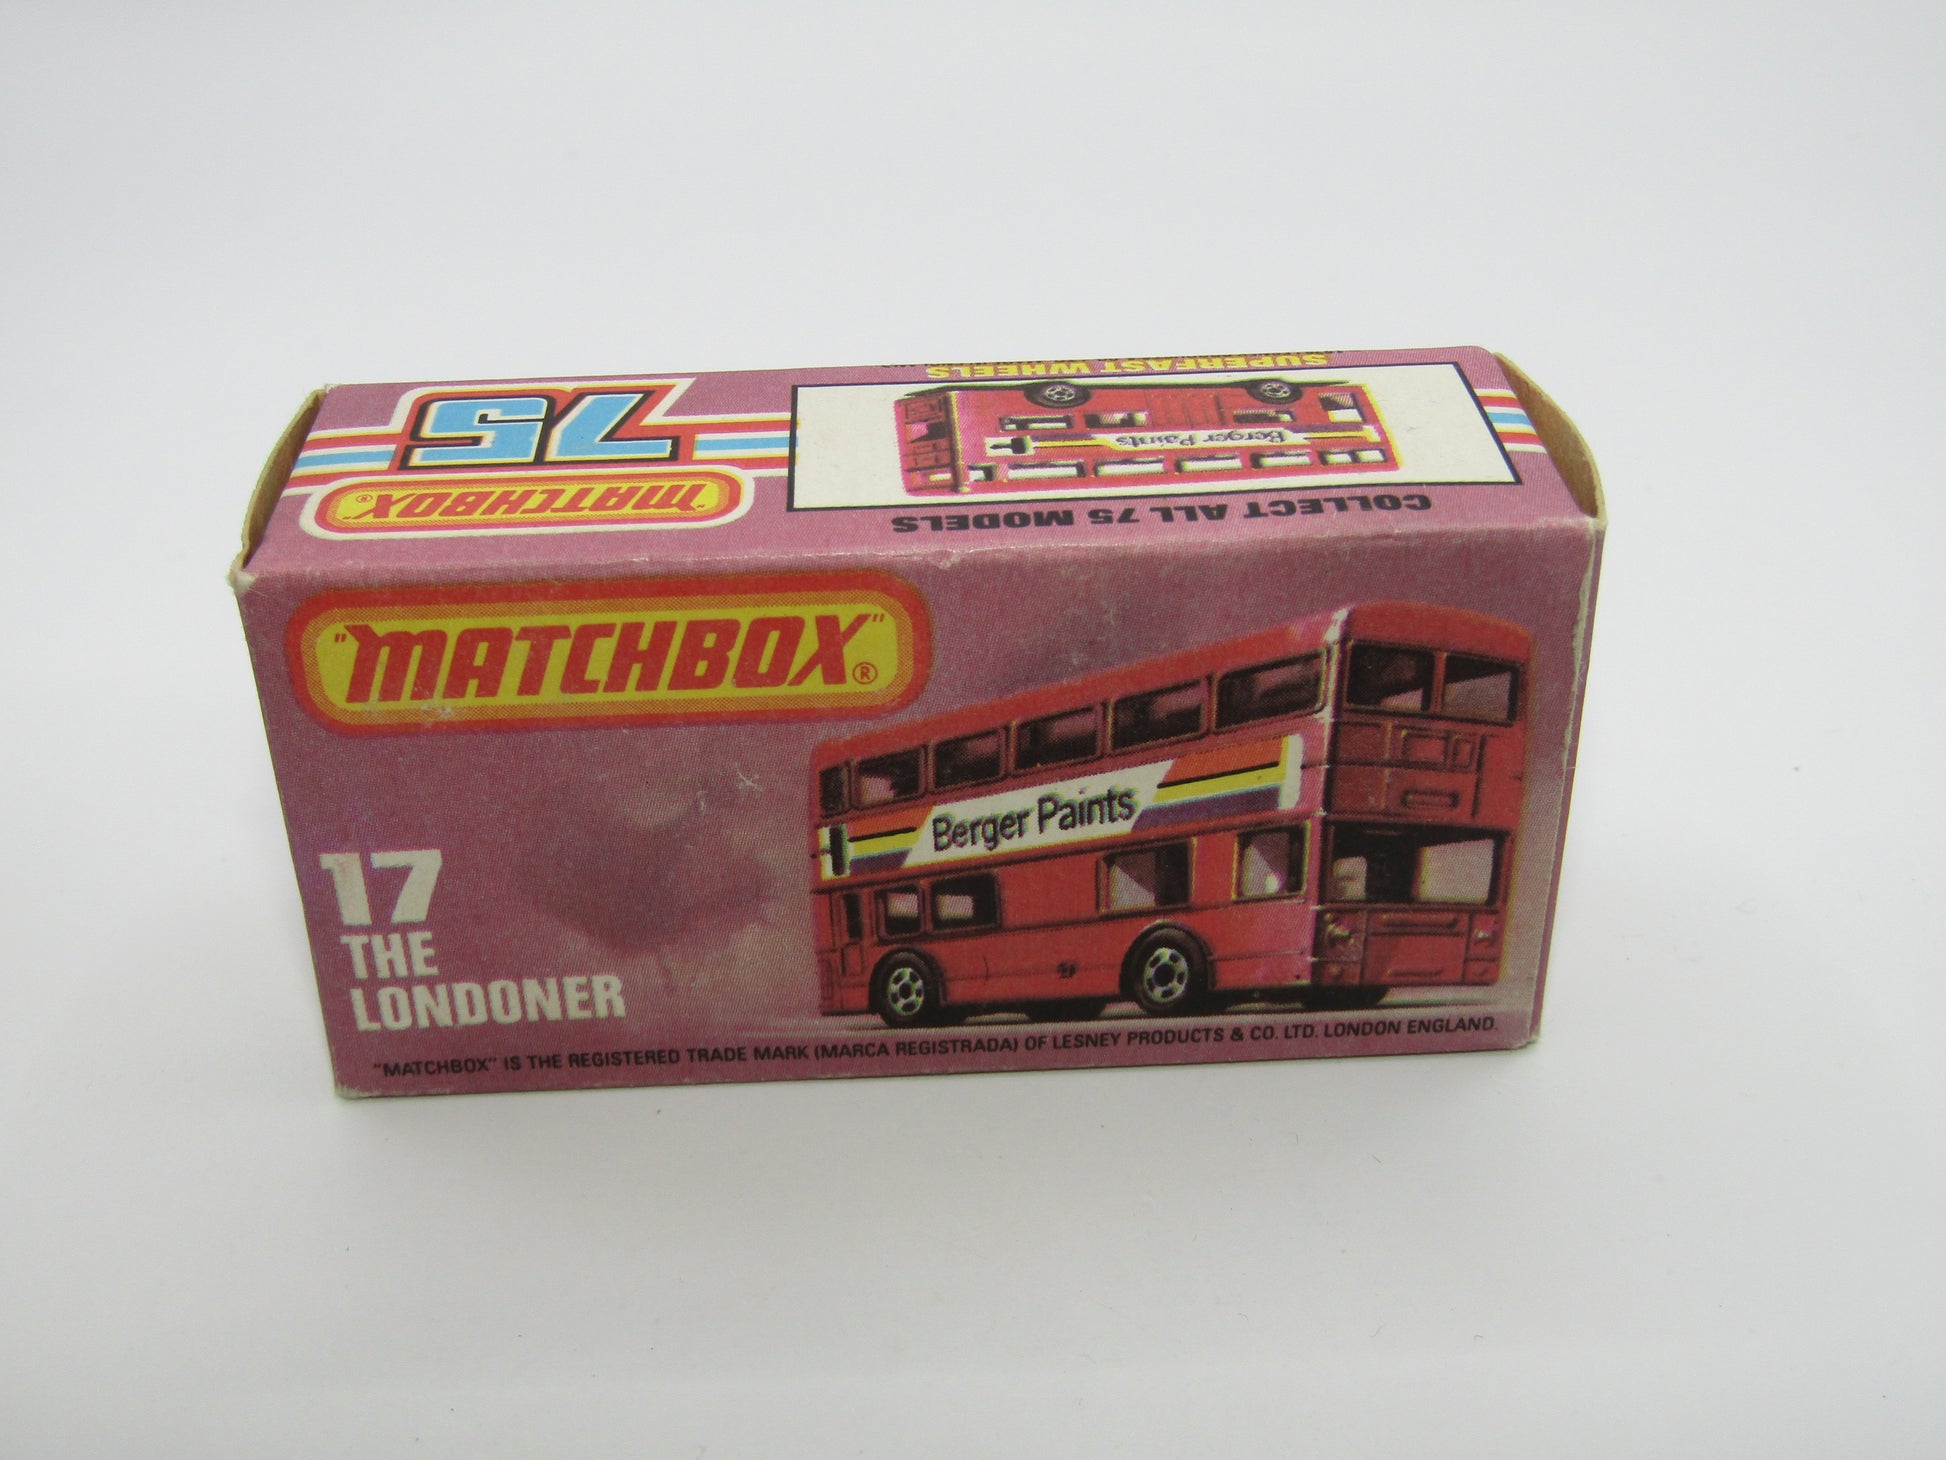 SUPERFAST WHEELS
75
"MATCHBOX"®
Berger Paints
COLLECT ALL 75 MODELS
"MATCHBOX"®
Berger Paints
17
THE
LONDONER
"MATCHBOX" IS THE REGISTERED TRADE MARK (MARCA REGISTRADA) OF LESNEY PRODUCTS & CO. LTD. LONDON ENGLAND.